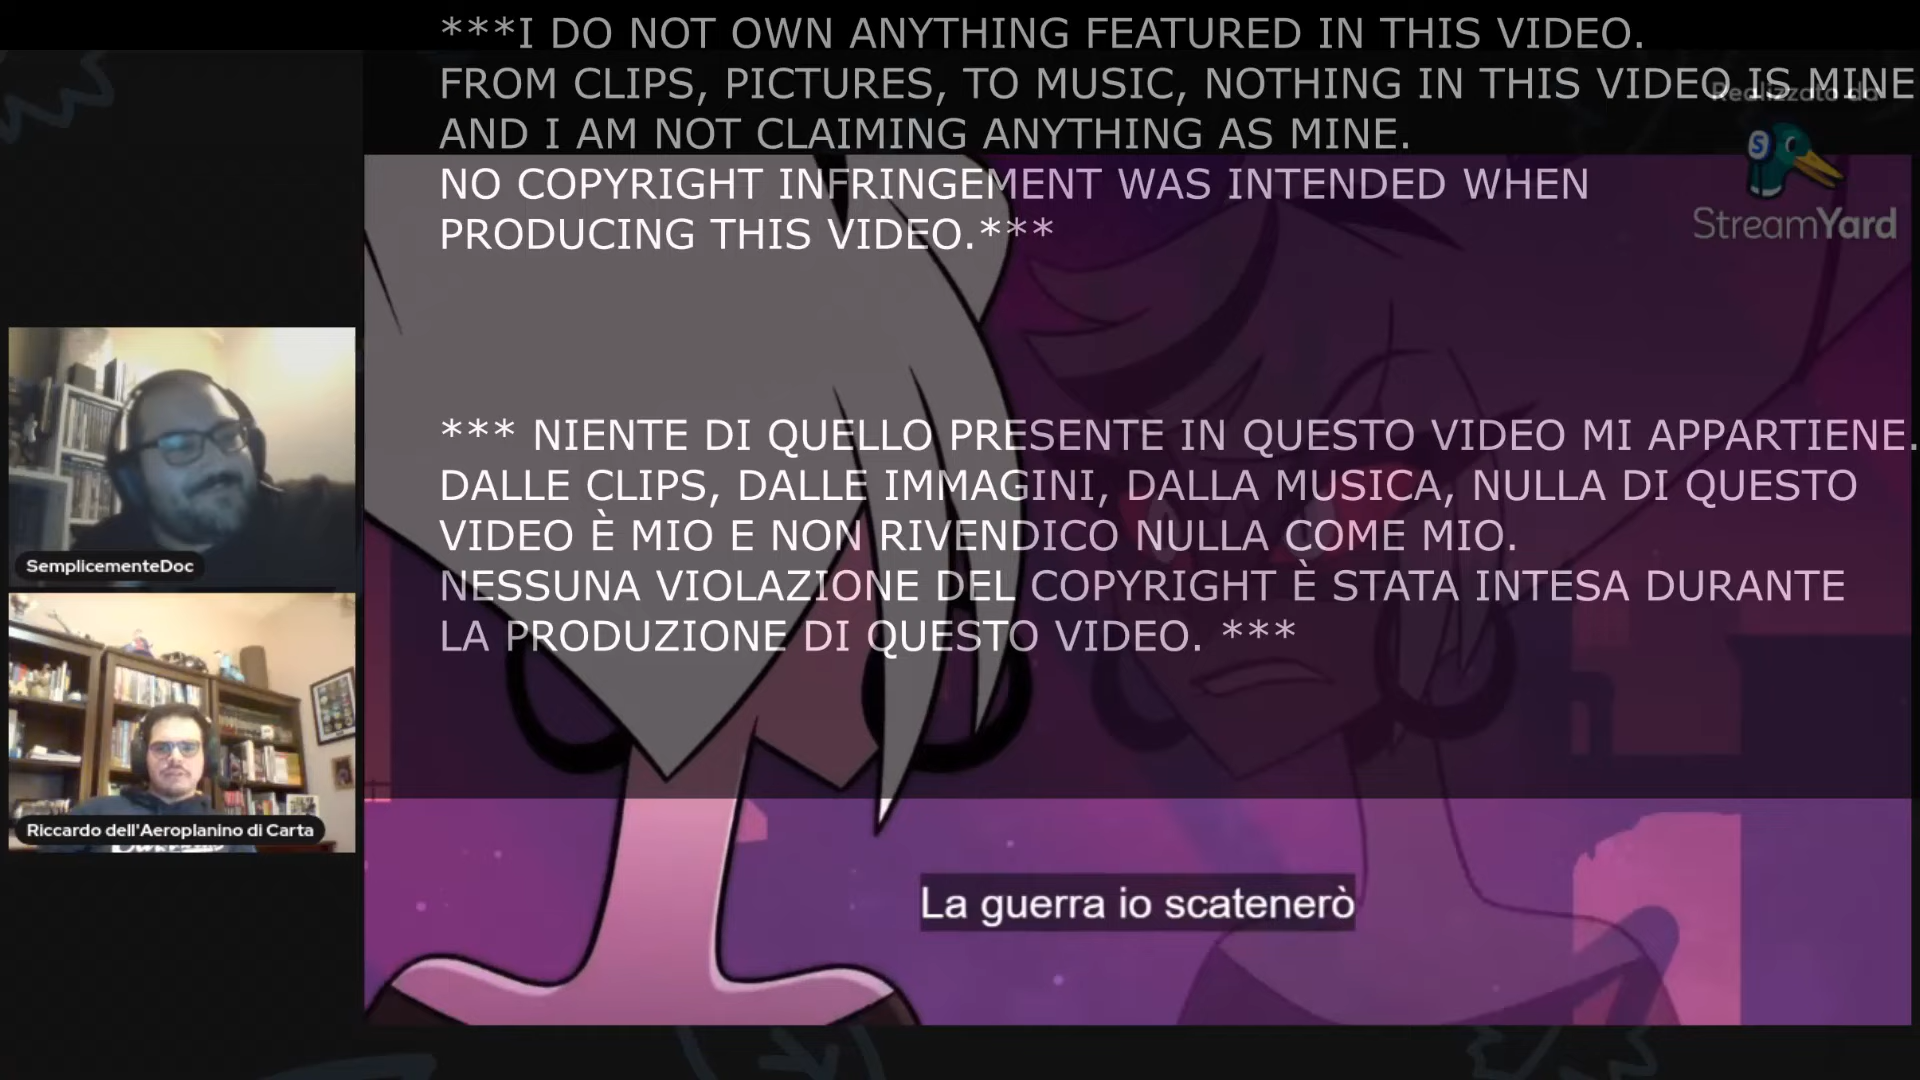 ***I DO NOT OWN ANYTHING FEATURED IN THIS VIDEO.
FROM CLIPS, PICTURES, TO MUSIC, NOTHING IN THIS VIDEO IS MINE
AND I AM NOT CLAIMING ANYTHING AS MINE.
NO COPYRIGHT INFRINGEMENT WAS INTENDED WHEN
PRODUCING THIS VIDEO.***
Realizzato da
S
StreamYard
*** NIENTE DI QUELLO PRESENTE IN QUESTO VIDEO MI APPARTIENE.
DALLE CLIPS, DALLE IMMAGINI, DALLA MUSICA, NULLA DI QUESTO
VIDEO È MIO E NON RIVENDICO NULLA COME MIO.
NESSUNA VIOLAZIONE DEL COPYRIGHT È STATA INTESA DURANTE
LA PRODUZIONE DI QUESTO VIDEO. ***
SemplicementeDoc
Riccardo dell'Aeroplanino di Carta
La guerra io scatenerò